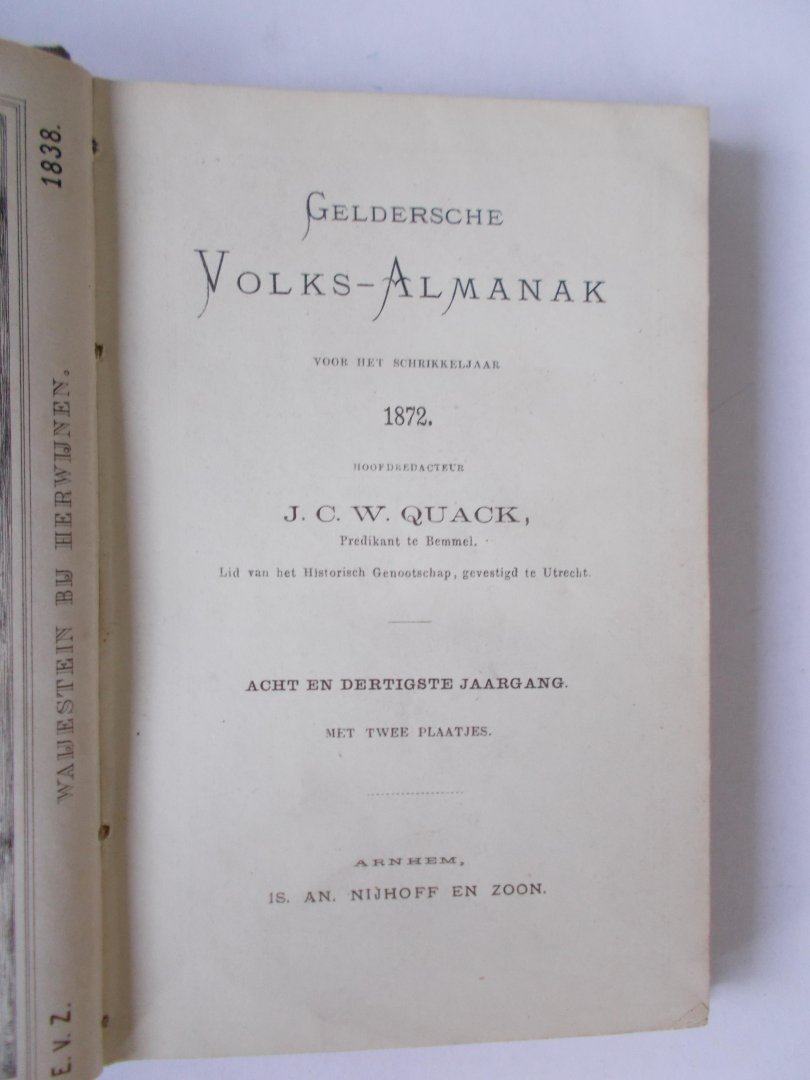 1838.
WAIJESTEIN BIJ HERWIJNEN.
E. V. Z.
GELDERSCHE
VOLKS-ALMANAK
VOOR HET SCHRIKKELJAAR
1872.
HOOFDREDACTEUR
J. C. W. QUACK,
Predikant te Bemmel.
Lid van het Historisch Genootschap, gevestigd te Utrecht.
ACHT EN DERTIGSTE JAARGANG.
MET TWEE PLAATJES.
ARNHEM,
IS. AN. NIJHOFF EN ZOON.